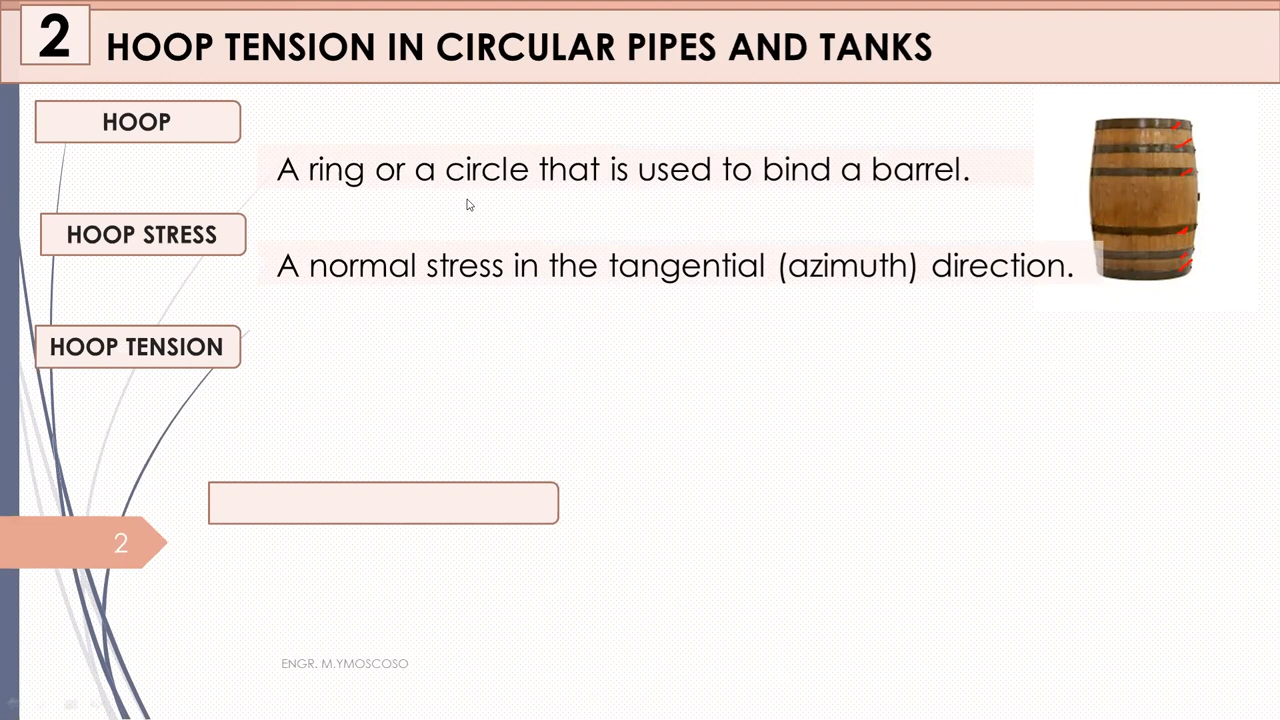 2
HOOP TENSION IN CIRCULAR PIPES AND TANKS
HOOP
A ring or a circle that is used to bind a barrel.
HOOP STRESS
A normal stress in the tangential (azimuth) direction.
HOOP TENSION
2
ENGR. M.YMOSCOSO